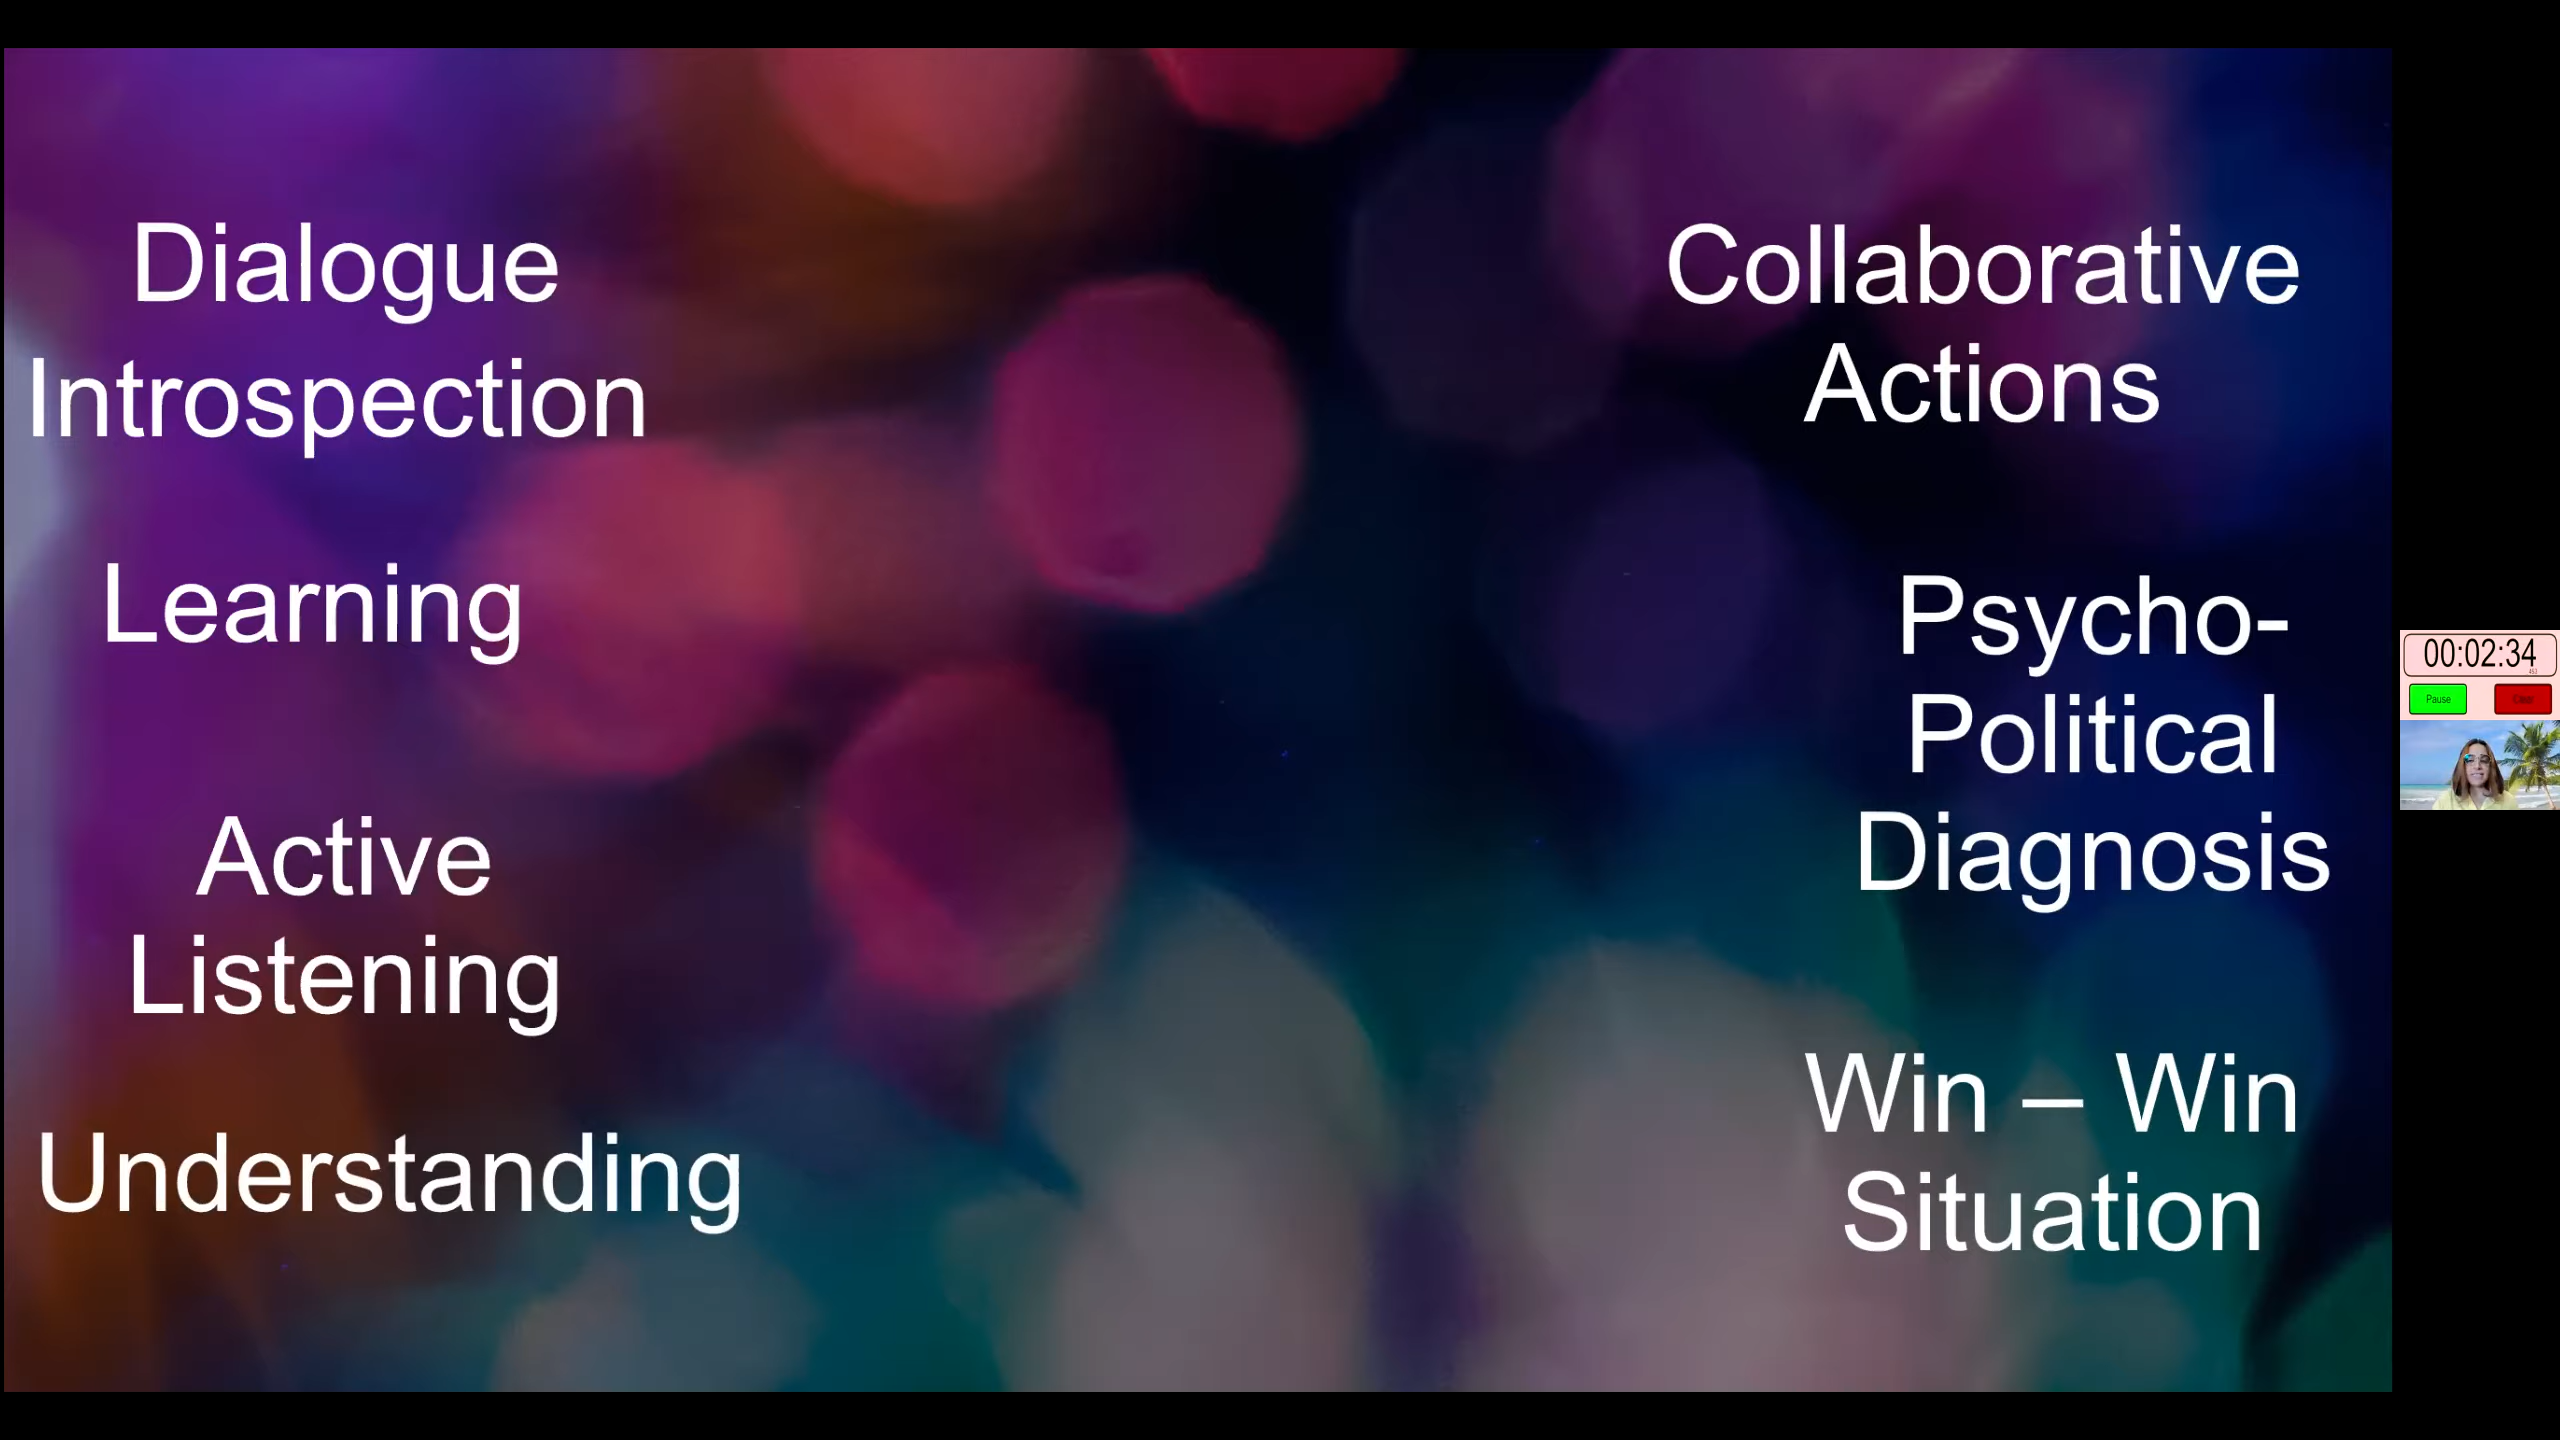 Dialogue
Introspection
Learning
Active
Listening
Understanding
Collaborative
Actions
Psycho-
Political
Diagnosis
Win – Win
Situation
00:02:34
Pause